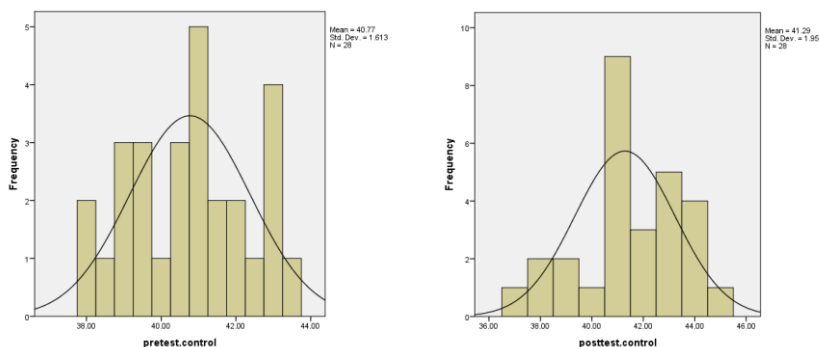 Mean = 40.77
Std. Dev. = 1.613
N = 28
Frequency
5
4
3
2
1
0
38.00 40.00 42.00 44.00
pretest.control
Mean = 41.29
Std. Dev. = 1.95
N = 28
Frequency
10
8
6
4
2
0
36.00 38.00 40.00 42.00 44.00 46.00
posttest.control